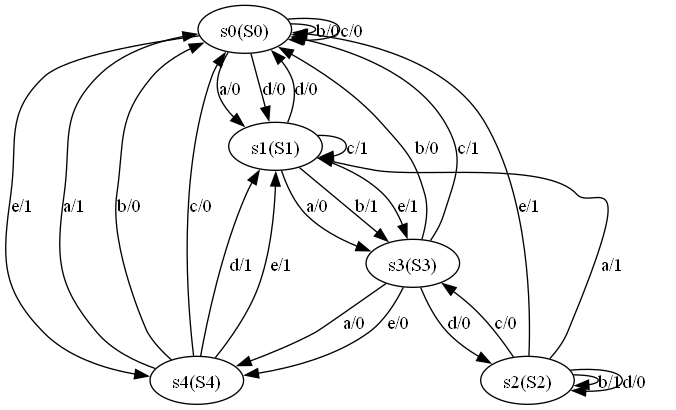 s0(S0)
b/0 c/0
a/0 d/0 d/0
s1(S1)
c/1
b/0 c/1
e/1 a/1 b/0 c/0 a/0 b/1 e/1 e/1
d/1 e/1
s3(S3)
a/1
a/0 e/0 d/0 c/0
s4(S4)
s2(S2)
b/1 d/0